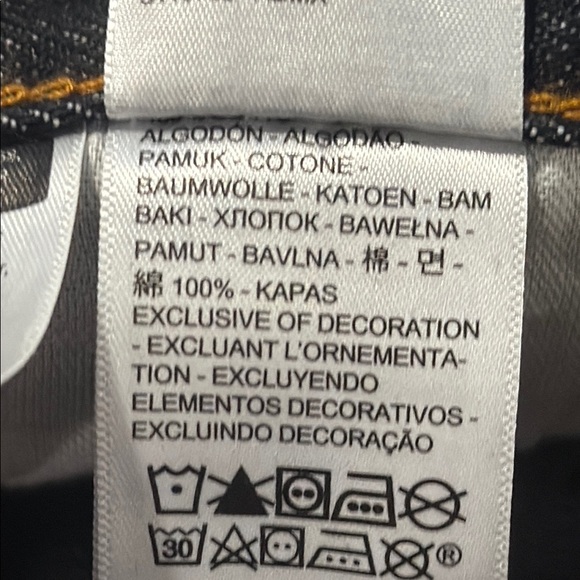 ALGODÓN - ALGODÃO -
PAMUK - COTONE -
BAUMWOLLE - KATOEN - BAM
BAKI - ХЛОПОК - BAWEŁNA -
PAMUT - BAVLNA - 棉 - 면 -
綿 100% - KAPAS
EXCLUSIVE OF DECORATION
- EXCLUANT L'ORNEMENTA-
TION - EXCLUYENDO
ELEMENTOS DECORATIVOS -
EXCLUINDO DECORAÇÃO
30 ®